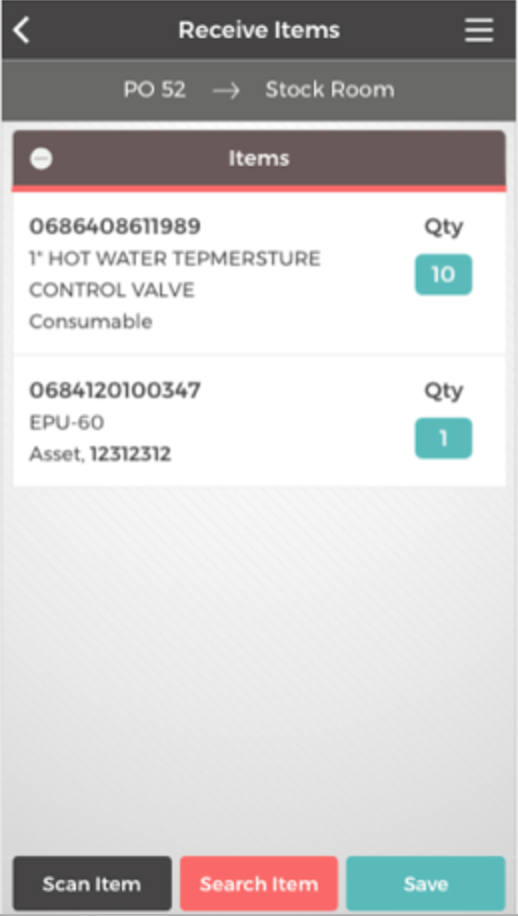 Receive Items
PO 52 → Stock Room
Items
0686408611989
Qty
1" HOT WATER TEPMERSTURE
10
CONTROL VALVE
Consumable
0684120100347
Qty
EPU-60
1
Asset, 12312312
Scan Item
Search Item
Save